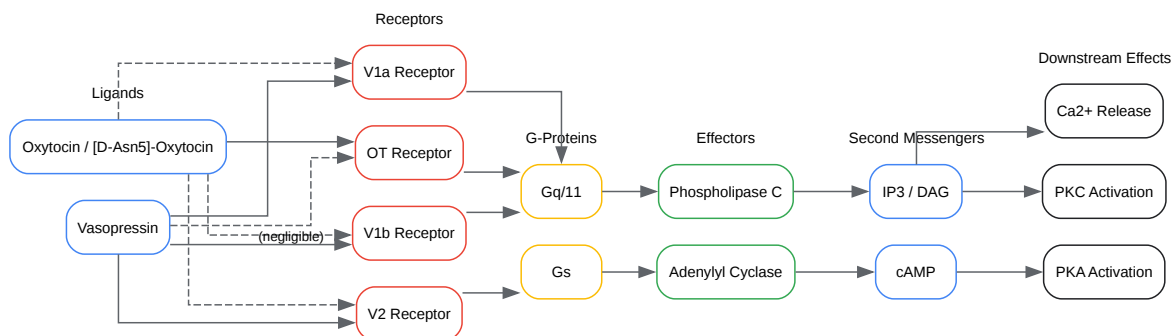 Receptors
Downstream Effects
V1a Receptor
Ligands
Ca2+ Release
Oxytocin / [D-Asn5]-Oxytocin
G-Proteins
Effectors
Second Messengers
OT Receptor
Gq/11
Phospholipase C
IP3 / DAG
PKC Activation
Vasopressin
(negligible)
V1b Receptor
Gs
Adenylyl Cyclase
cAMP
PKA Activation
V2 Receptor